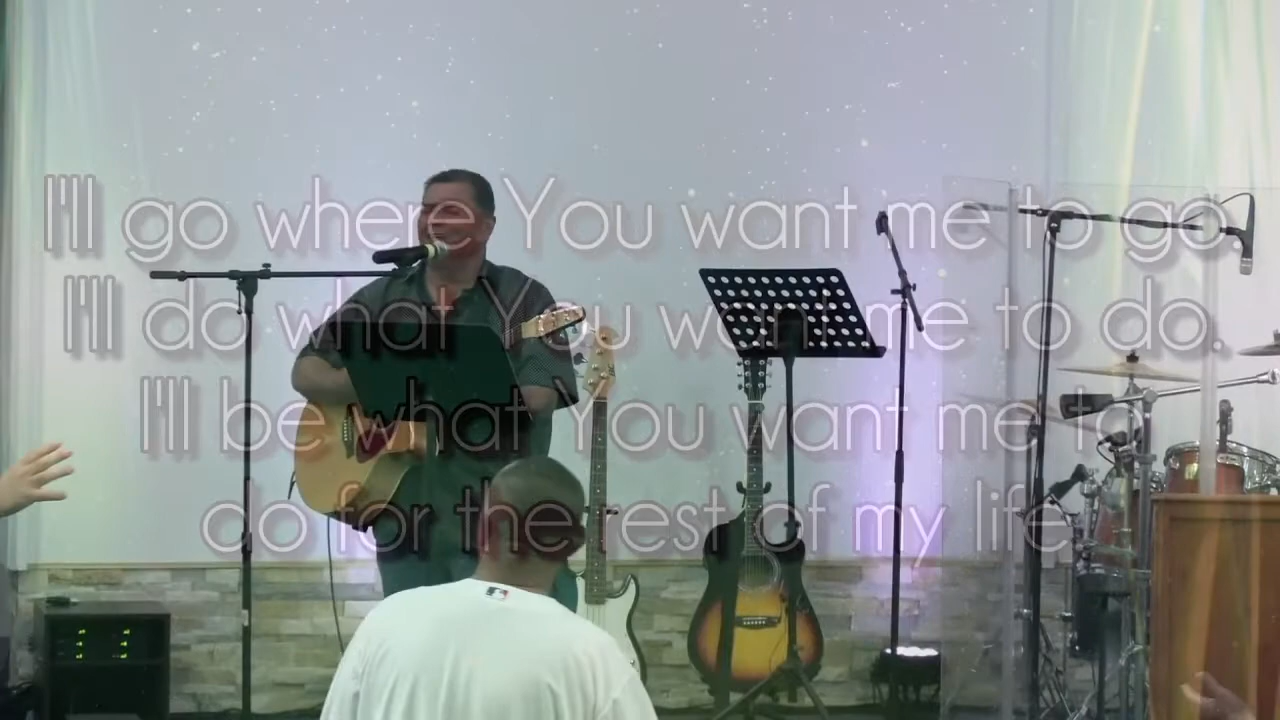 I'll go where You want me to go.
I'll do what You want me to do.
I'll be what You want me to
do for the rest of my life.